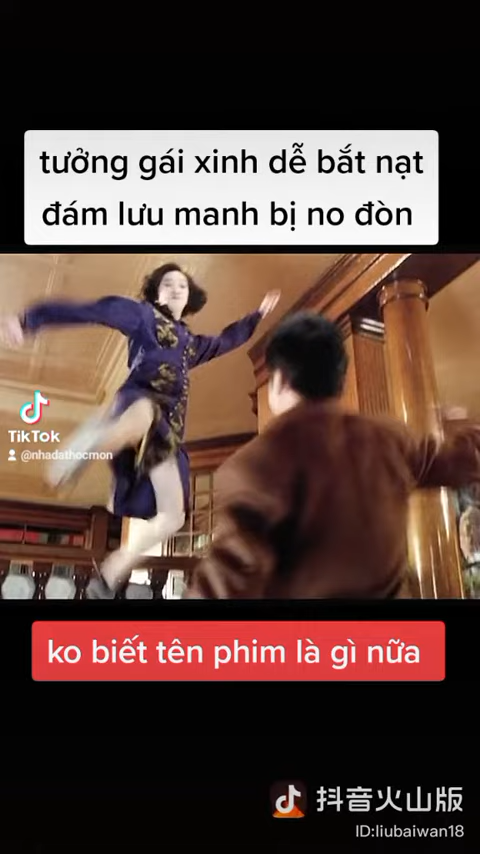 tưởng gái xinh dễ bắt nạt
đám lưu manh bị no đòn
TikTok
@nhadathocmon
ko biết tên phim là gì nữa
抖音火山版
ID:liubaiwan18